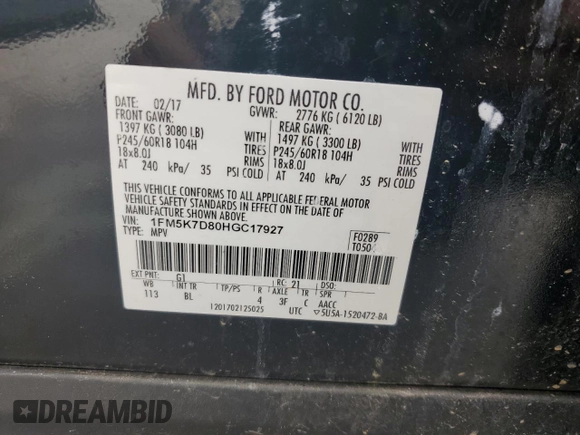 MFD. BY FORD MOTOR CO.
DATE: 02/17 GVWR: 2776 KG ( 6120 LB)
FRONT GAWR: REAR GAWR:
1397 KG ( 3080 LB) 1497 KG ( 3300 LB)
P245/60R18 104H TIRES P245/60R18 104H TIRES
18x8.0J RIMS 18x8.0J RIMS
AT 240 kPa/ 35 PSI COLD AT 240 kPa/ 35 PSI COLD
THIS VEHICLE CONFORMS TO ALL APPLICABLE FEDERAL MOTOR
VEHICLE SAFETY STANDARDS IN EFFECT ON THE DATE OF
MANUFACTURE SHOWN ABOVE.
VIN: 1FM5K7D80HGC17927
TYPE: MPV
F0289
T050
EXT PNT: G1 RC: 21 DSO:
WB INT TR TP/PS R AXLE TR SPR
113 BL 4 3F C AACC
1201702125025 UTC ▽5U5A-1520472-BA
DREAMBID